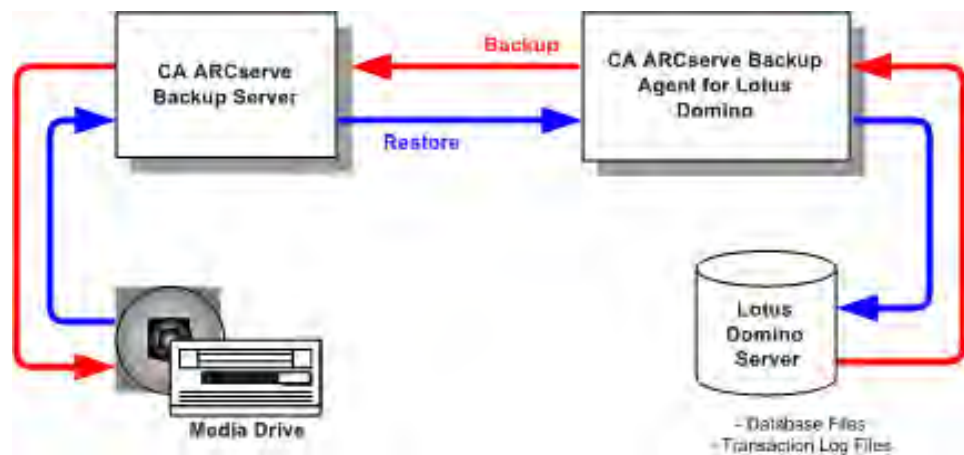 CA ARCserve
Backup Server
Backup
Restore
CA ARCserve Backup
Agent for Lotus
Domino
Lotus
Domino
Server
Media Drive
- Database Files
- Transaction Log Files